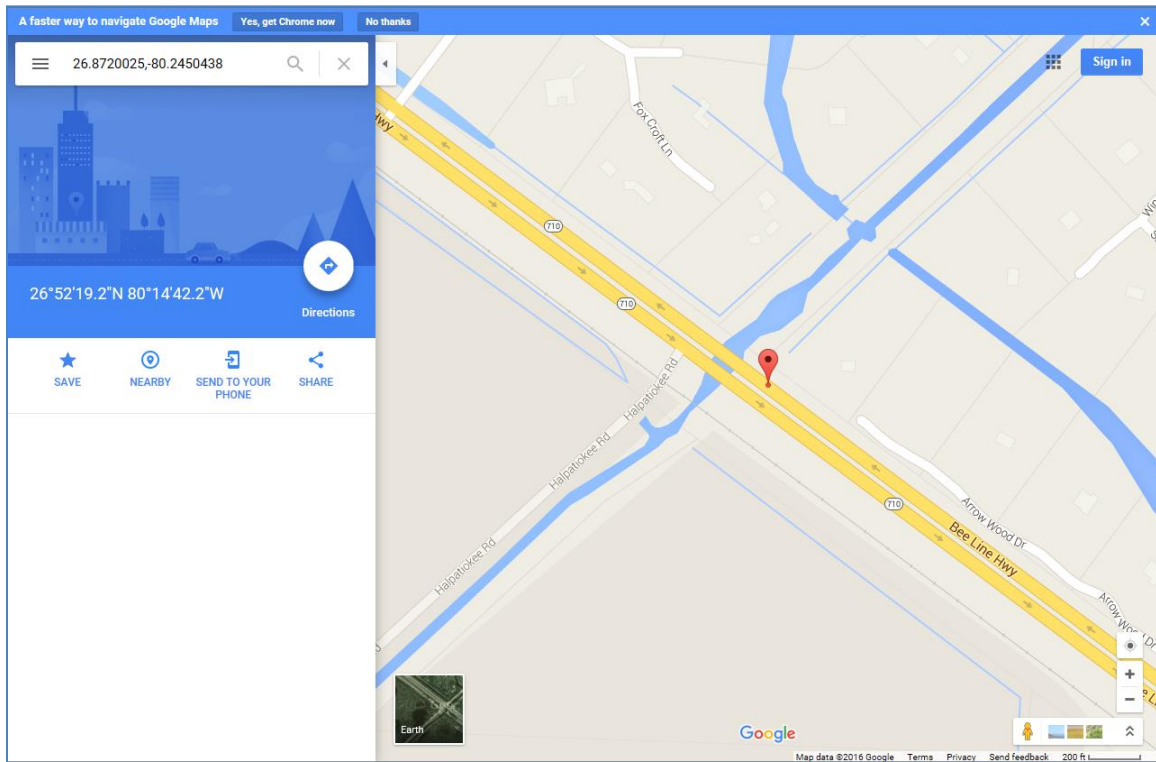 A faster way to navigate Google Maps Yes, get Chrome now No thanks
26.8720025,-80.2450438
Sign in
26°52'19.2"N 80°14'42.2"W
Directions
SAVE
NEARBY
SEND TO YOUR
PHONE
SHARE
Hwy
Fox Croft Ln
710
710
Halpatiokee Rd
Halpatiokee Rd
Halpatiokee Rd
710
Arrow Wood Dr
Bee Line Hwy
Arrow Wood Dr
Earth
Google
Map data ©2016 Google Terms Privacy Send feedback 200 ft